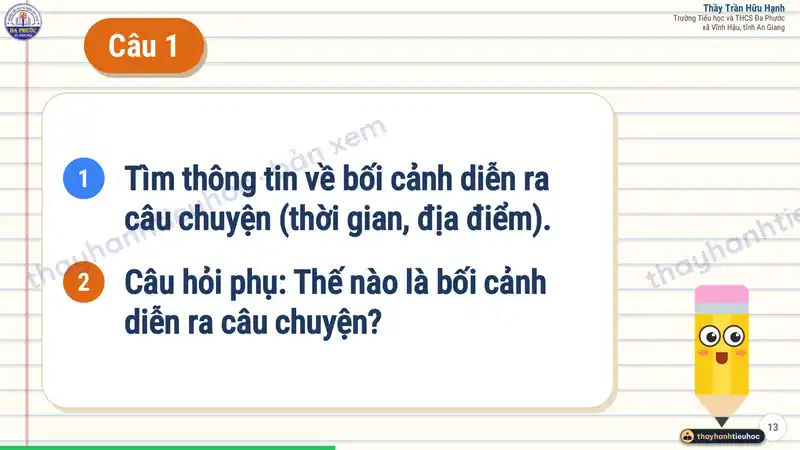 Thầy Trần Hữu Hạnh
Trường Tiểu học và THCS Đa Phước
xã Vĩnh Hậu, tỉnh An Giang
ĐA PHƯỚC
Câu 1
1 Tìm thông tin về bối cảnh diễn ra
câu chuyện (thời gian, địa điểm).
2 Câu hỏi phụ: Thế nào là bối cảnh
diễn ra câu chuyện?
13
thayhanhtieuhoc